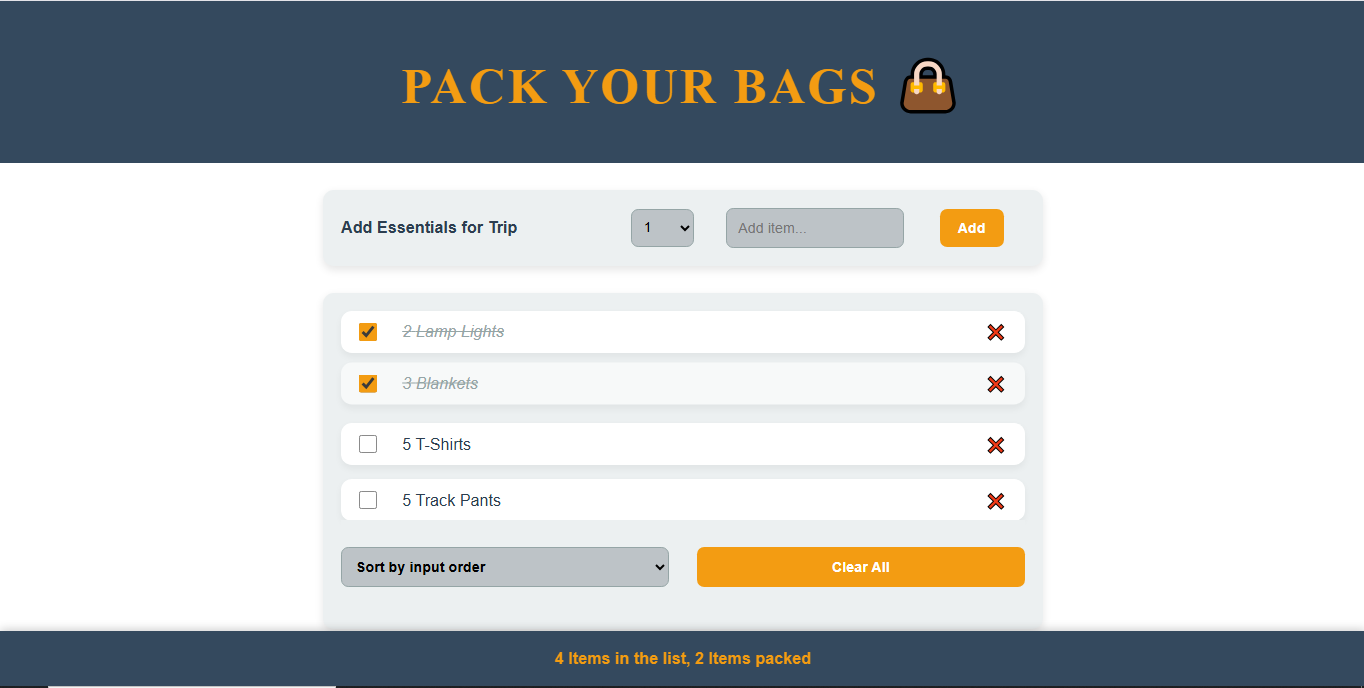 PACK YOUR BAGS
Add Essentials for Trip 1 Add item... Add
2 Lamp Lights
3 Blankets
5 T-Shirts
5 Track Pants
Sort by input order Clear All
4 Items in the list, 2 Items packed